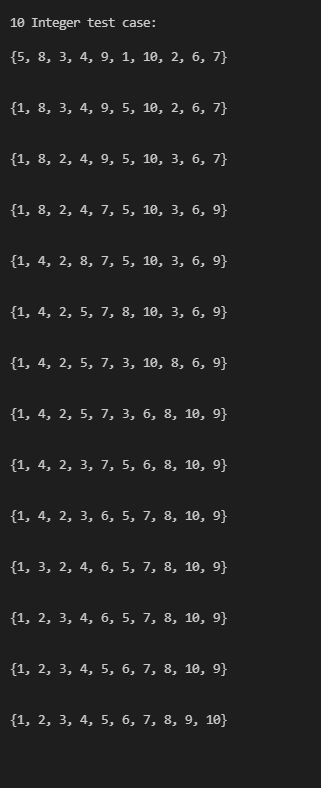 10 Integer test case:
{5, 8, 3, 4, 9, 1, 10, 2, 6, 7}
{1, 8, 3, 4, 9, 5, 10, 2, 6, 7}
{1, 8, 2, 4, 9, 5, 10, 3, 6, 7}
{1, 8, 2, 4, 7, 5, 10, 3, 6, 9}
{1, 4, 2, 8, 7, 5, 10, 3, 6, 9}
{1, 4, 2, 5, 7, 8, 10, 3, 6, 9}
{1, 4, 2, 5, 7, 3, 10, 8, 6, 9}
{1, 4, 2, 5, 7, 3, 6, 8, 10, 9}
{1, 4, 2, 3, 7, 5, 6, 8, 10, 9}
{1, 4, 2, 3, 6, 5, 7, 8, 10, 9}
{1, 3, 2, 4, 6, 5, 7, 8, 10, 9}
{1, 2, 3, 4, 6, 5, 7, 8, 10, 9}
{1, 2, 3, 4, 5, 6, 7, 8, 10, 9}
{1, 2, 3, 4, 5, 6, 7, 8, 9, 10}